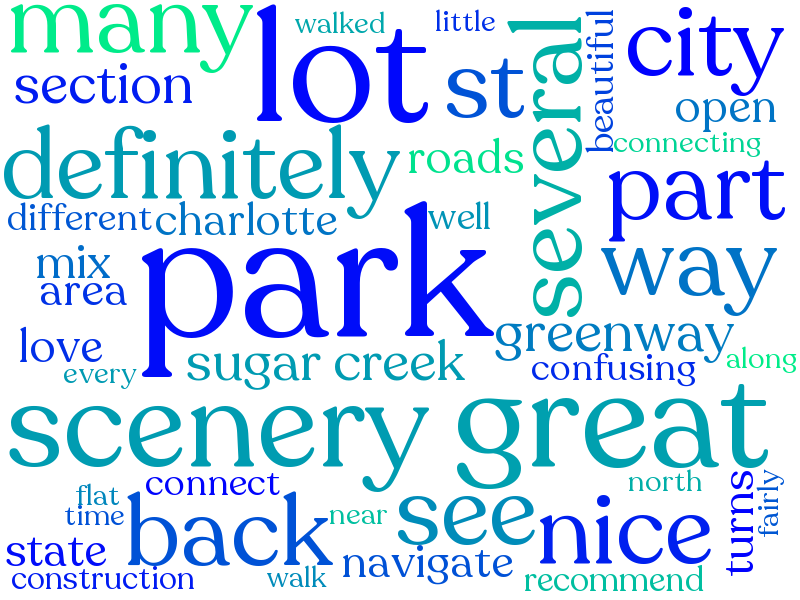 many
lot
walked
little
several
beautiful
city
section
st
open
definitely
roads
connecting
part
different
charlotte
well
mix
area
park
way
love
every
sugar creek
greenway
confusing
along
scenery
great
connect
flat
time
back
near
see
nice
north
turns
fairly
state
navigate
construction
walk
recommend